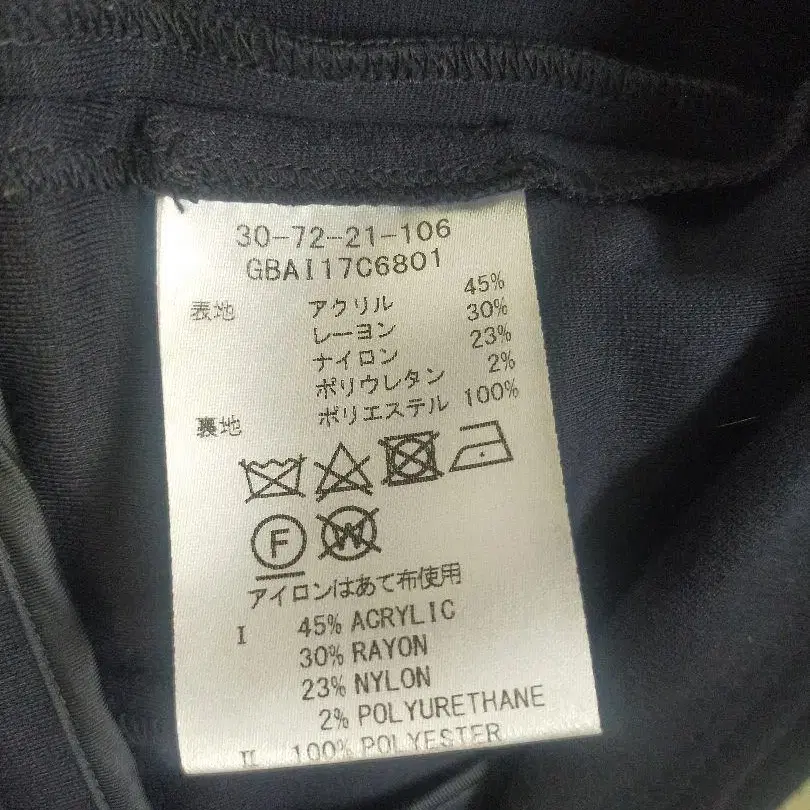 30-72-21-106
GBAI17C6801
表地 アクリル 45%
レーヨン 30%
ナイロン 23%
ポリウレタン 2%
裏地 ポリエステル 100%
F W
アイロンはあて布使用
I 45% ACRYLIC
30% RAYON
23% NYLON
2% POLYURETHANE
II 100% POLYESTER